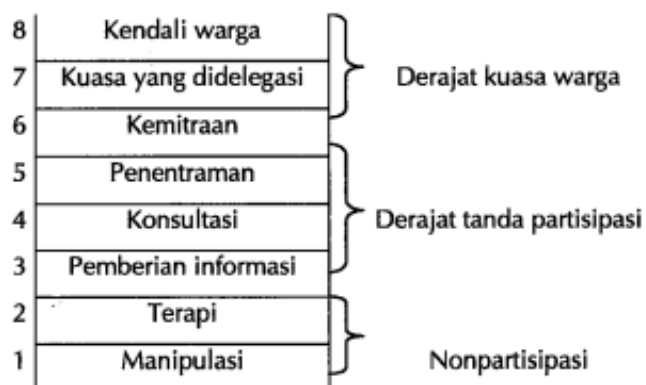 8 Kendali warga
7 Kuasa yang didelegasi Derajat kuasa warga
6 Kemitraan
5 Penentraman
4 Konsultasi Derajat tanda partisipasi
3 Pemberian informasi
2 Terapi
1 Manipulasi Nonpartisipasi